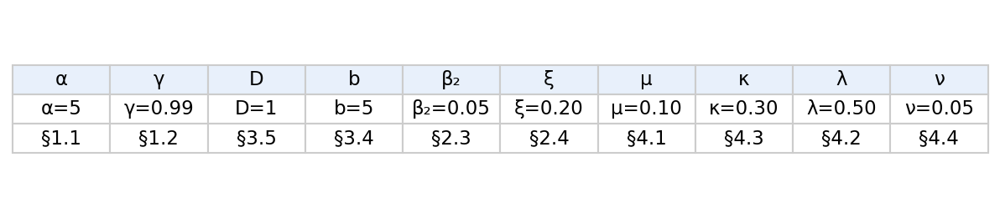 α γ D b β₂ ξ μ κ λ ν
α=5 γ=0.99 D=1 b=5 β₂=0.05 ξ=0.20 μ=0.10 κ=0.30 λ=0.50 ν=0.05
§1.1 §1.2 §3.5 §3.4 §2.3 §2.4 §4.1 §4.3 §4.2 §4.4